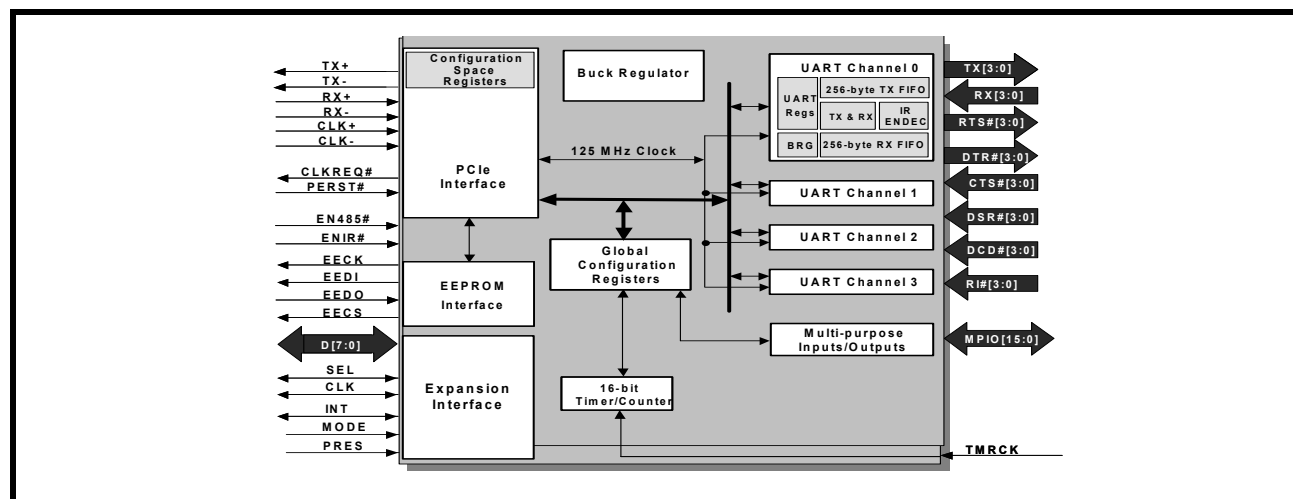 TX+
TX-
RX+
RX-
CLK+
CLK-
CLKREQ#
PERST#
EN485#
ENIR#
EECK
EEDI
EEDO
EECS
D[7:0]
SEL
CLK
INT
MODE
PRES
Configuration
Space
Registers
PCIe
Interface
EEPROM
Interface
Expansion
Interface
Buck Regulator
125 MHz Clock
Global
Configuration
Registers
16-bit
Timer/Counter
UART Channel 0
UART
Regs
256-byte TX FIFO
TX & RX
IR
ENDEC
BRG
256-byte RX FIFO
UART Channel 1
UART Channel 2
UART Channel 3
Multi-purpose
Inputs/Outputs
TX[3:0]
RX[3:0]
RTS#[3:0]
DTR#[3:0]
CTS#[3:0]
DSR#[3:0]
DCD#[3:0]
RI#[3:0]
MPIO[15:0]
TMRCK